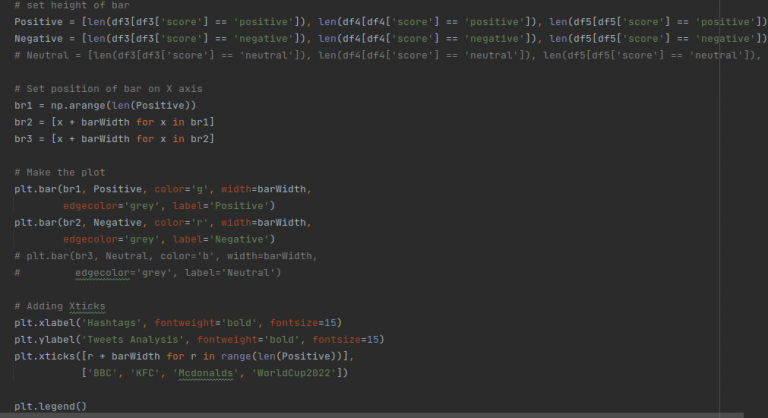 # set height of bar
Positive = [len(df3[df3['score'] == 'positive']), len(df4[df4['score'] == 'positive']), len(df5[df5['score'] == 'positive'])
Negative = [len(df3[df3['score'] == 'negative']), len(df4[df4['score'] == 'negative']), len(df5[df5['score'] == 'negative'])
# Neutral = [len(df3[df3['score'] == 'neutral']), len(df4[df4['score'] == 'neutral']), len(df5[df5['score'] == 'neutral']),
# Set position of bar on X axis
br1 = np.arange(len(Positive))
br2 = [x + barWidth for x in br1]
br3 = [x + barWidth for x in br2]
# Make the plot
plt.bar(br1, Positive, color='g', width=barWidth,
        edgecolor='grey', label='Positive')
plt.bar(br2, Negative, color='r', width=barWidth,
        edgecolor='grey', label='Negative')
# plt.bar(br3, Neutral, color='b', width=barWidth,
#         edgecolor='grey', label='Neutral')
# Adding Xticks
plt.xlabel('Hashtags', fontweight='bold', fontsize=15)
plt.ylabel('Tweets Analysis', fontweight='bold', fontsize=15)
plt.xticks([r + barWidth for r in range(len(Positive))],
           ['BBC', 'KFC', 'Mcdonalds', 'WorldCup2022'])
plt.legend()